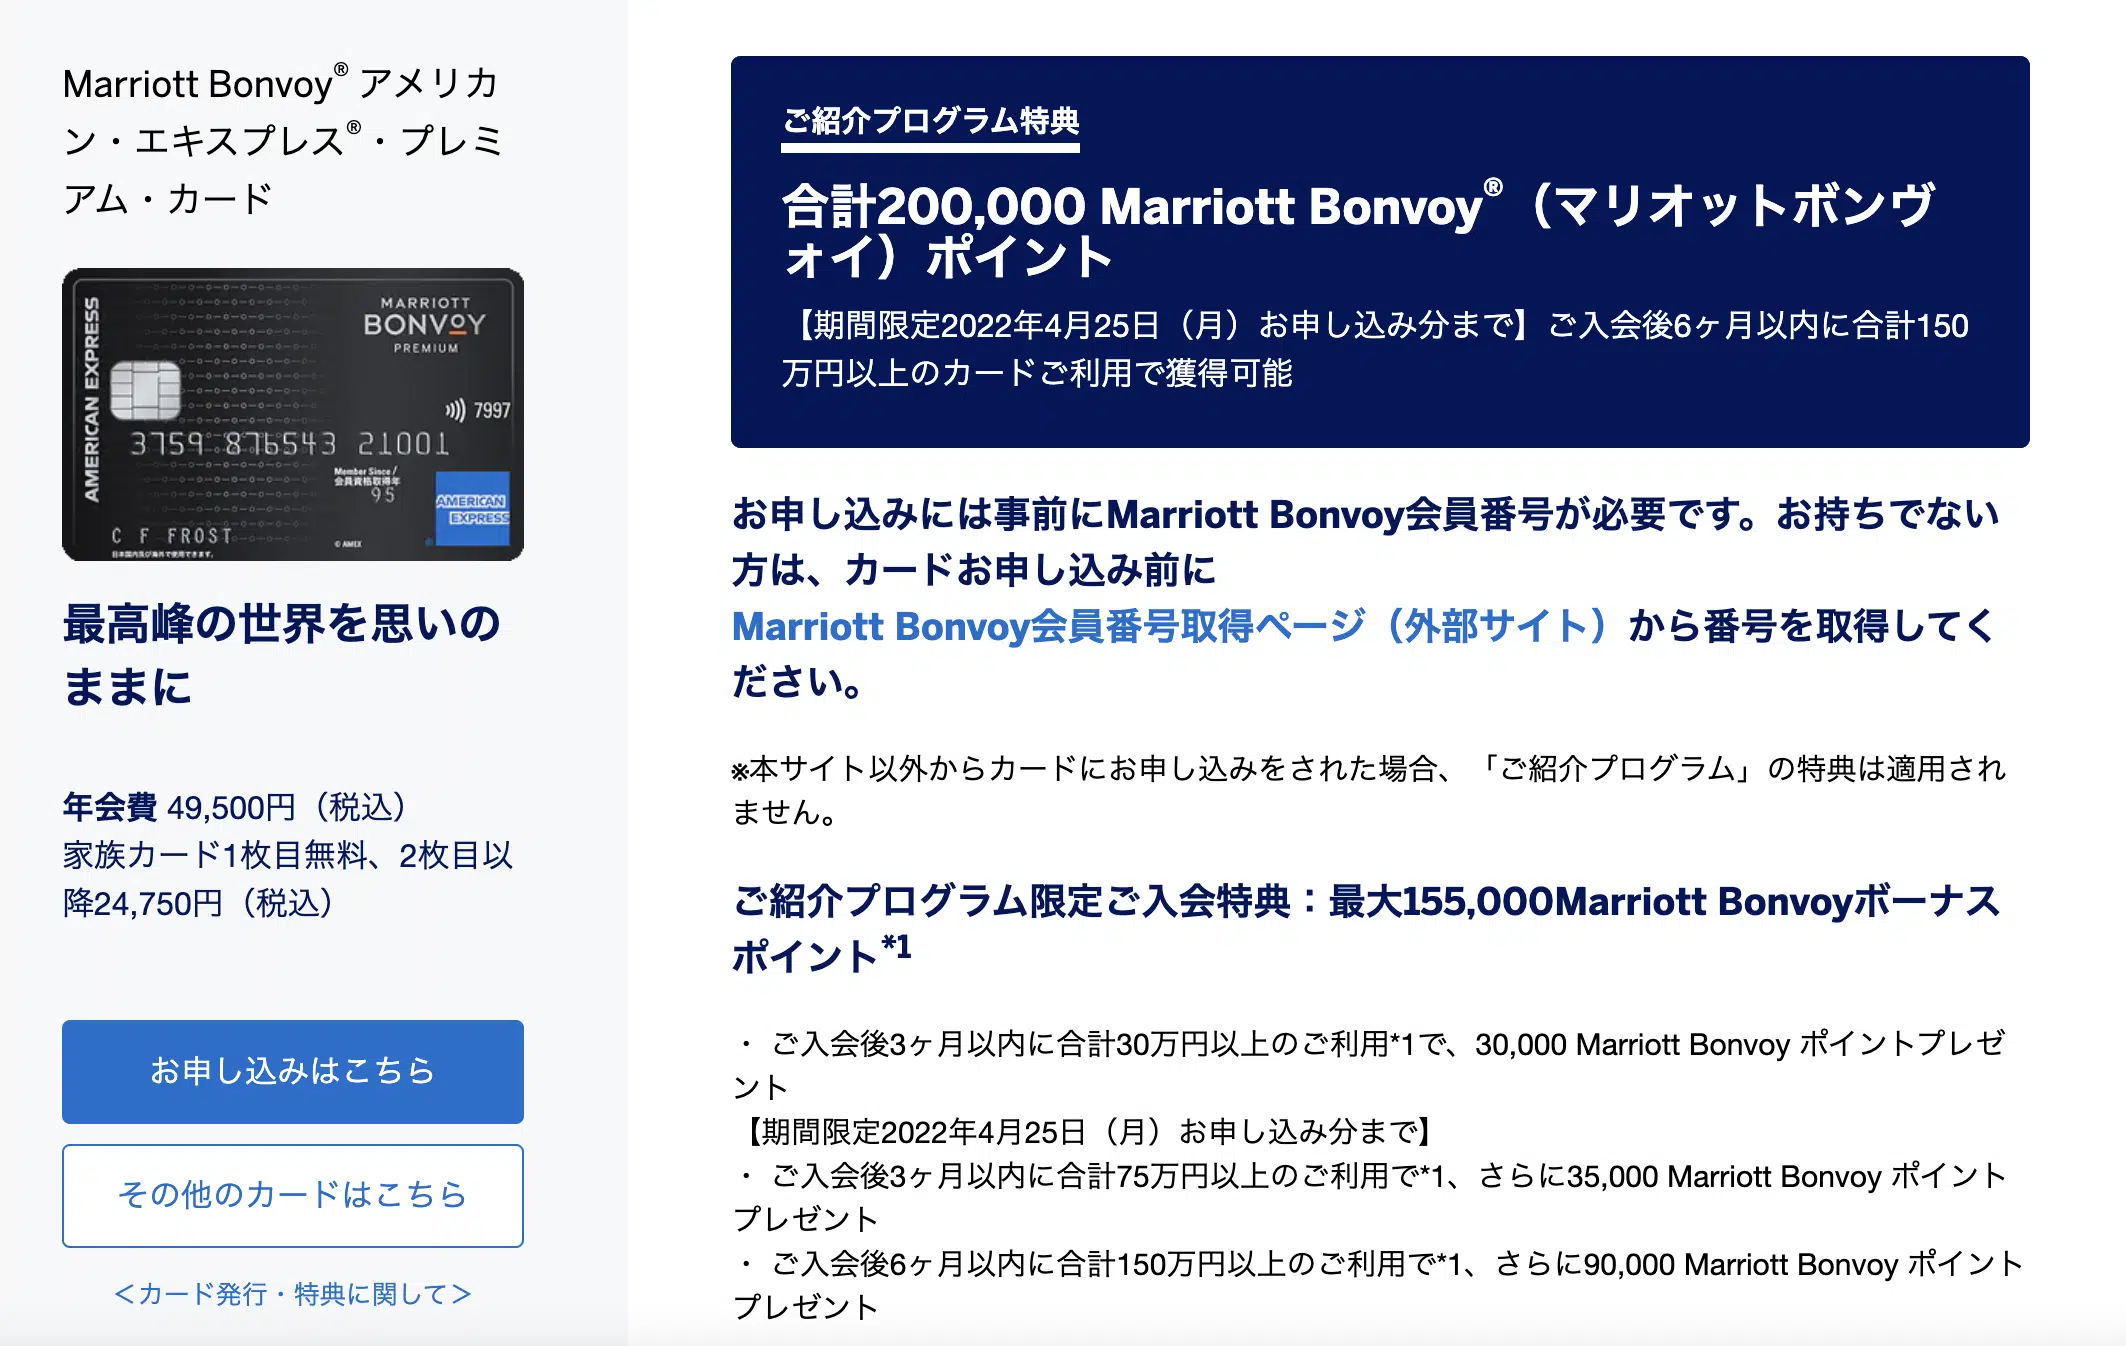 Marriott Bonvoy® アメリカ
ン・エキスプレス®・プレミ
アム・カード
AMERICAN EXPRESS
MARRIOTT
BONVOY
PREMIUM
7997
3759 876543 21001
Member Since /
会員資格取得年
95
AMERICAN
EXPRESS
C F FROST
© AMEX
日本国内及び海外で使用できます。
最高峰の世界を思いの
ままに
年会費 49,500円（税込）
家族カード1枚目無料、2枚目以
降24,750円（税込）
お申し込みはこちら
その他のカードはこちら
＜カード発行・特典に関して＞
ご紹介プログラム特典
合計200,000 Marriott Bonvoy®（マリオットボンヴ
ォイ）ポイント
【期間限定2022年4月25日（月）お申し込み分まで】ご入会後6ヶ月以内に合計150
万円以上のカードご利用で獲得可能
お申し込みには事前にMarriott Bonvoy会員番号が必要です。お持ちでない
方は、カードお申し込み前に
Marriott Bonvoy会員番号取得ページ（外部サイト）から番号を取得してく
ださい。
※本サイト以外からカードにお申し込みをされた場合、「ご紹介プログラム」の特典は適用され
ません。
ご紹介プログラム限定ご入会特典：最大155,000Marriott Bonvoyボーナス
ポイント*1
・ ご入会後3ヶ月以内に合計30万円以上のご利用*1で、30,000 Marriott Bonvoy ポイントプレゼ
ント
【期間限定2022年4月25日（月）お申し込み分まで】
・ ご入会後3ヶ月以内に合計75万円以上のご利用で*1、さらに35,000 Marriott Bonvoy ポイント
プレゼント
・ ご入会後6ヶ月以内に合計150万円以上のご利用で*1、さらに90,000 Marriott Bonvoy ポイント
プレゼント